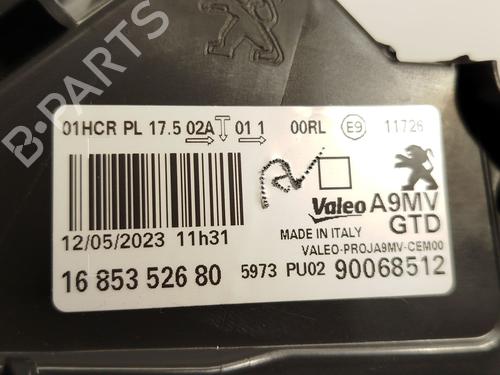 B-PARTS
01HCR PL 17.5 02A 01 1 00RL E9 11726
Valeo A9MV
GTD
MADE IN ITALY
VALEO-PROJA9MV-CEM00
12/05/2023 11h31
16 853 526 80 5973 PU02 90068512